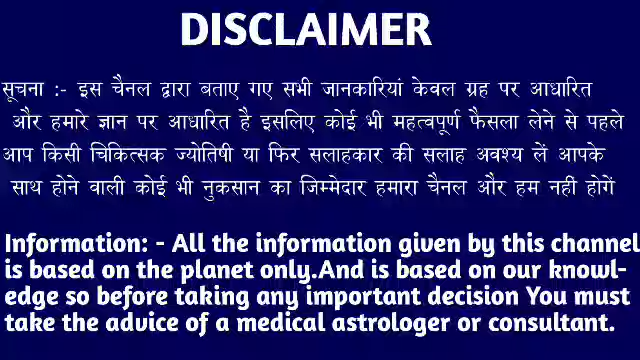 DISCLAIMER
सूचना :- इस चैनल द्वारा बताए गए सभी जानकारियां केवल ग्रह पर आधारित
और हमारे ज्ञान पर आधारित है इसलिए कोई भी महत्वपूर्ण फैसला लेने से पहले
आप किसी चिकित्सक ज्योतिषी या फिर सलाहकार की सलाह अवश्य लें आपके
साथ होने वाली कोई भी नुकसान का जिम्मेदार हमारा चैनल और हम नहीं होगें
Information: - All the information given by this channel
is based on the planet only.And is based on our knowl-
edge so before taking any important decision You must
take the advice of a medical astrologer or consultant.